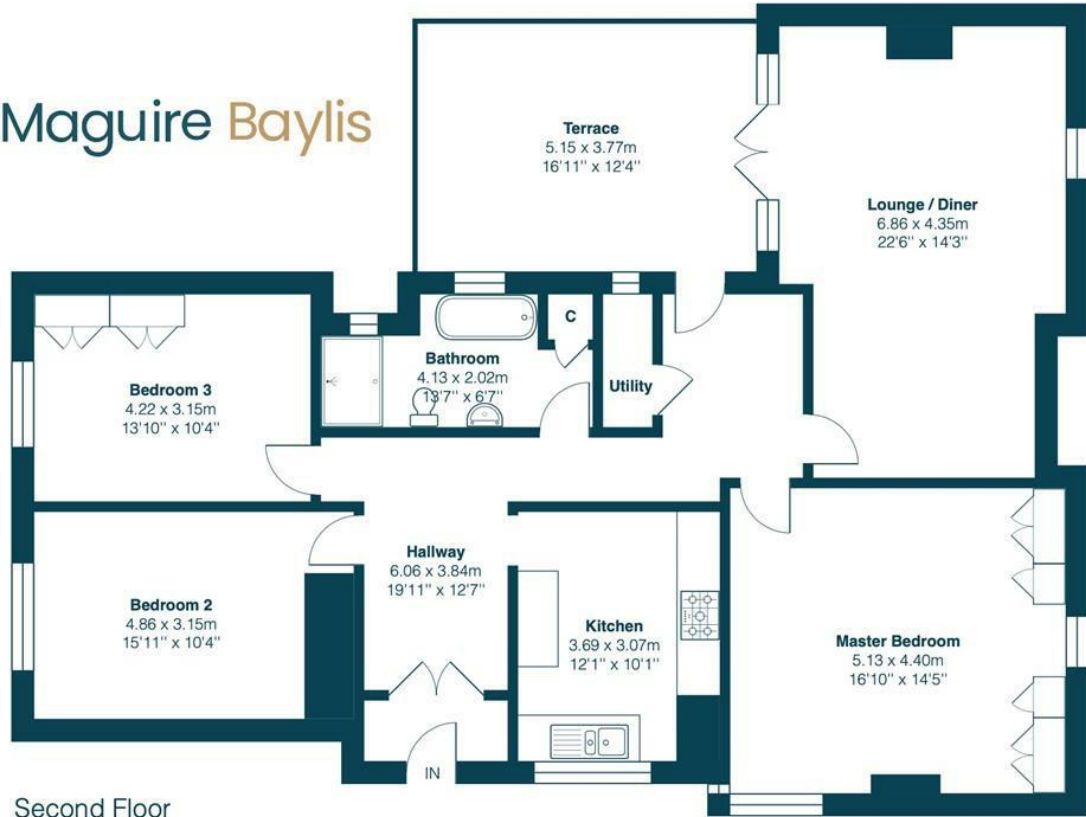 Maguire Baylis
Terrace
5.15 x 3.77m
16'11'' x 12'4''
Lounge / Diner
6.86 x 4.35m
22'6'' x 14'3''
C
Bathroom
4.13 x 2.02m
13'7'' x 6'7''
Utility
Bedroom 3
4.22 x 3.15m
13'10'' x 10'4''
Hallway
6.06 x 3.84m
19'11'' x 12'7''
Bedroom 2
4.86 x 3.15m
15'11'' x 10'4''
Kitchen
3.69 x 3.07m
12'1'' x 10'1''
Master Bedroom
5.13 x 4.40m
16'10'' x 14'5''
IN
Second Floor